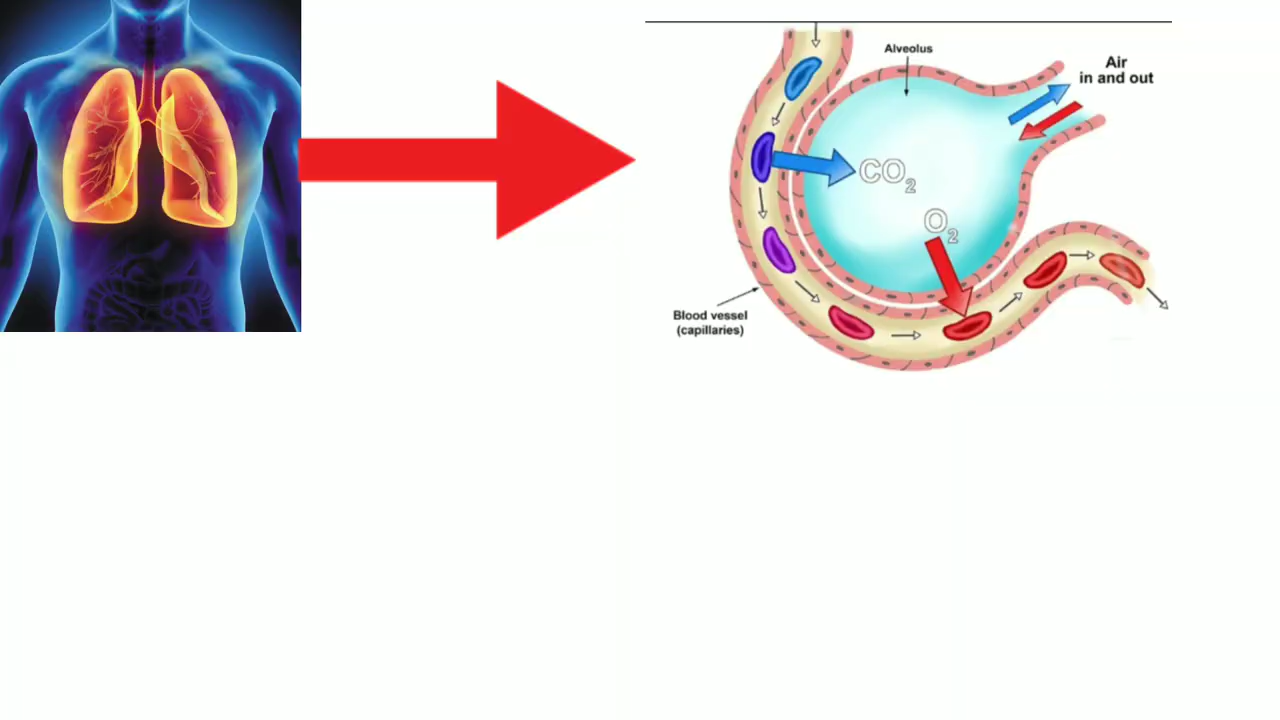 Alveolus
Air
in and out
CO₂
O₂
Blood vessel
(capillaries)